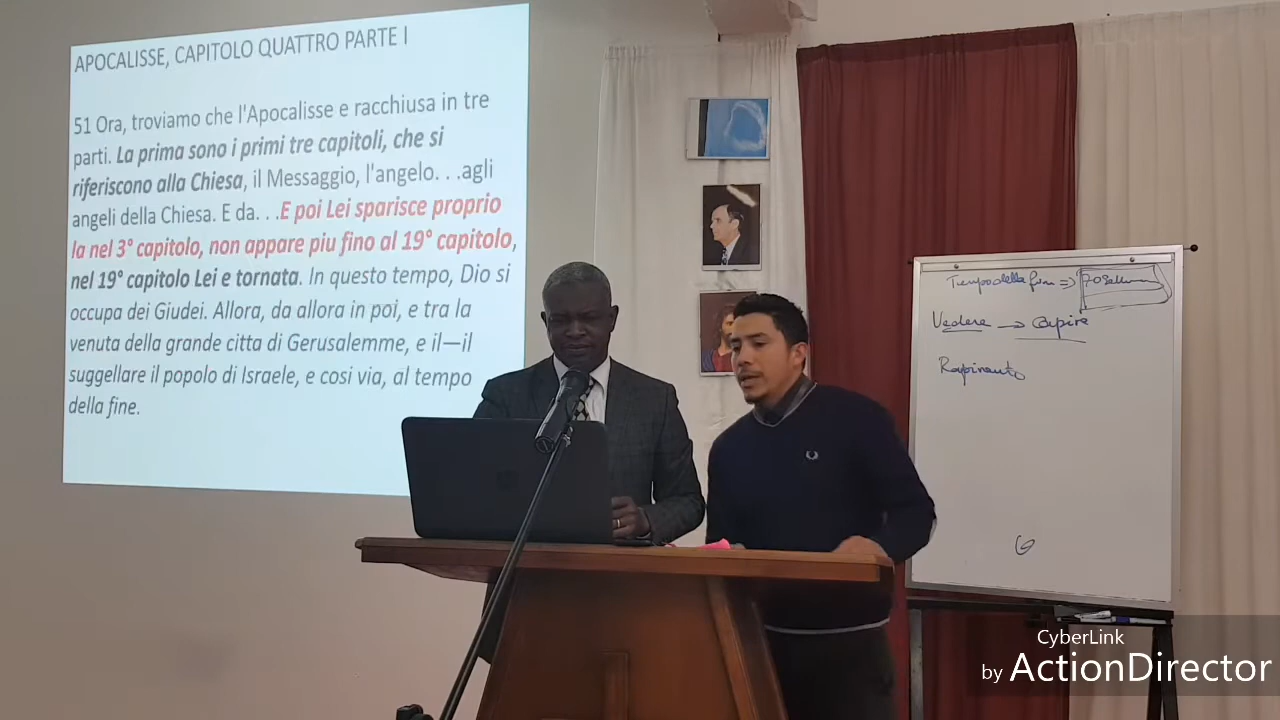 APOCALISSE, CAPITOLO QUATTRO PARTE I
51 Ora, troviamo che l'Apocalisse e racchiusa in tre
parti. La prima sono i primi tre capitoli, che si
riferiscono alla Chiesa, il Messaggio, l'angelo. . .agli
angeli della Chiesa. E da. . .E poi Lei sparisce proprio
la nel 3° capitolo, non appare piu fino al 19° capitolo,
nel 19° capitolo Lei e tornata. In questo tempo, Dio si
occupa dei Giudei. Allora, da allora in poi, e tra la
venuta della grande citta di Gerusalemme, e il—il
suggellare il popolo di Israele, e cosi via, al tempo
della fine.
Tempo della fine =>
Vedere -> Capire
CyberLink
by ActionDirector